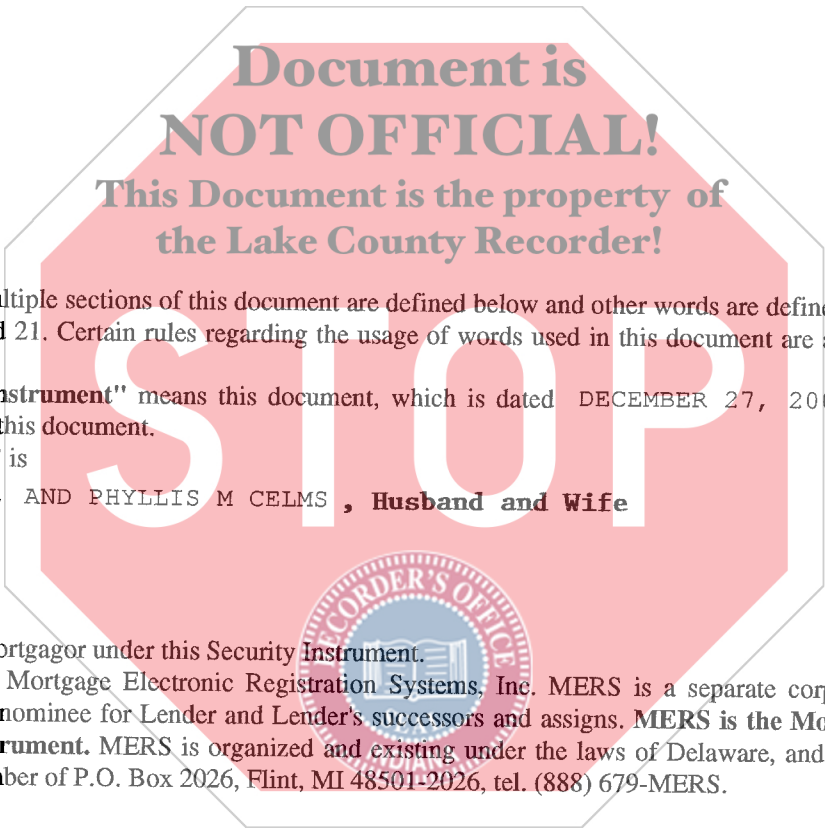 Document is
NOT OFFICIAL!
This Document is the property of
the Lake County Recorder!
ltiple sections of this document are defined below and other words are define
d 21. Certain rules regarding the usage of words used in this document are a
STOP
nstrument" means this document, which is dated DECEMBER 27, 200
this document.
is
AND PHYLLIS M CELMS , Husband and Wife
RECORDER'S OFFICE
ortgagor under this Security Instrument.
Mortgage Electronic Registration Systems, Inc. MERS is a separate corp
nominee for Lender and Lender's successors and assigns. MERS is the Mo
rument. MERS is organized and existing under the laws of Delaware, and
INDIANA
ber of P.O. Box 2026, Flint, MI 48501-2026, tel. (888) 679-MERS.